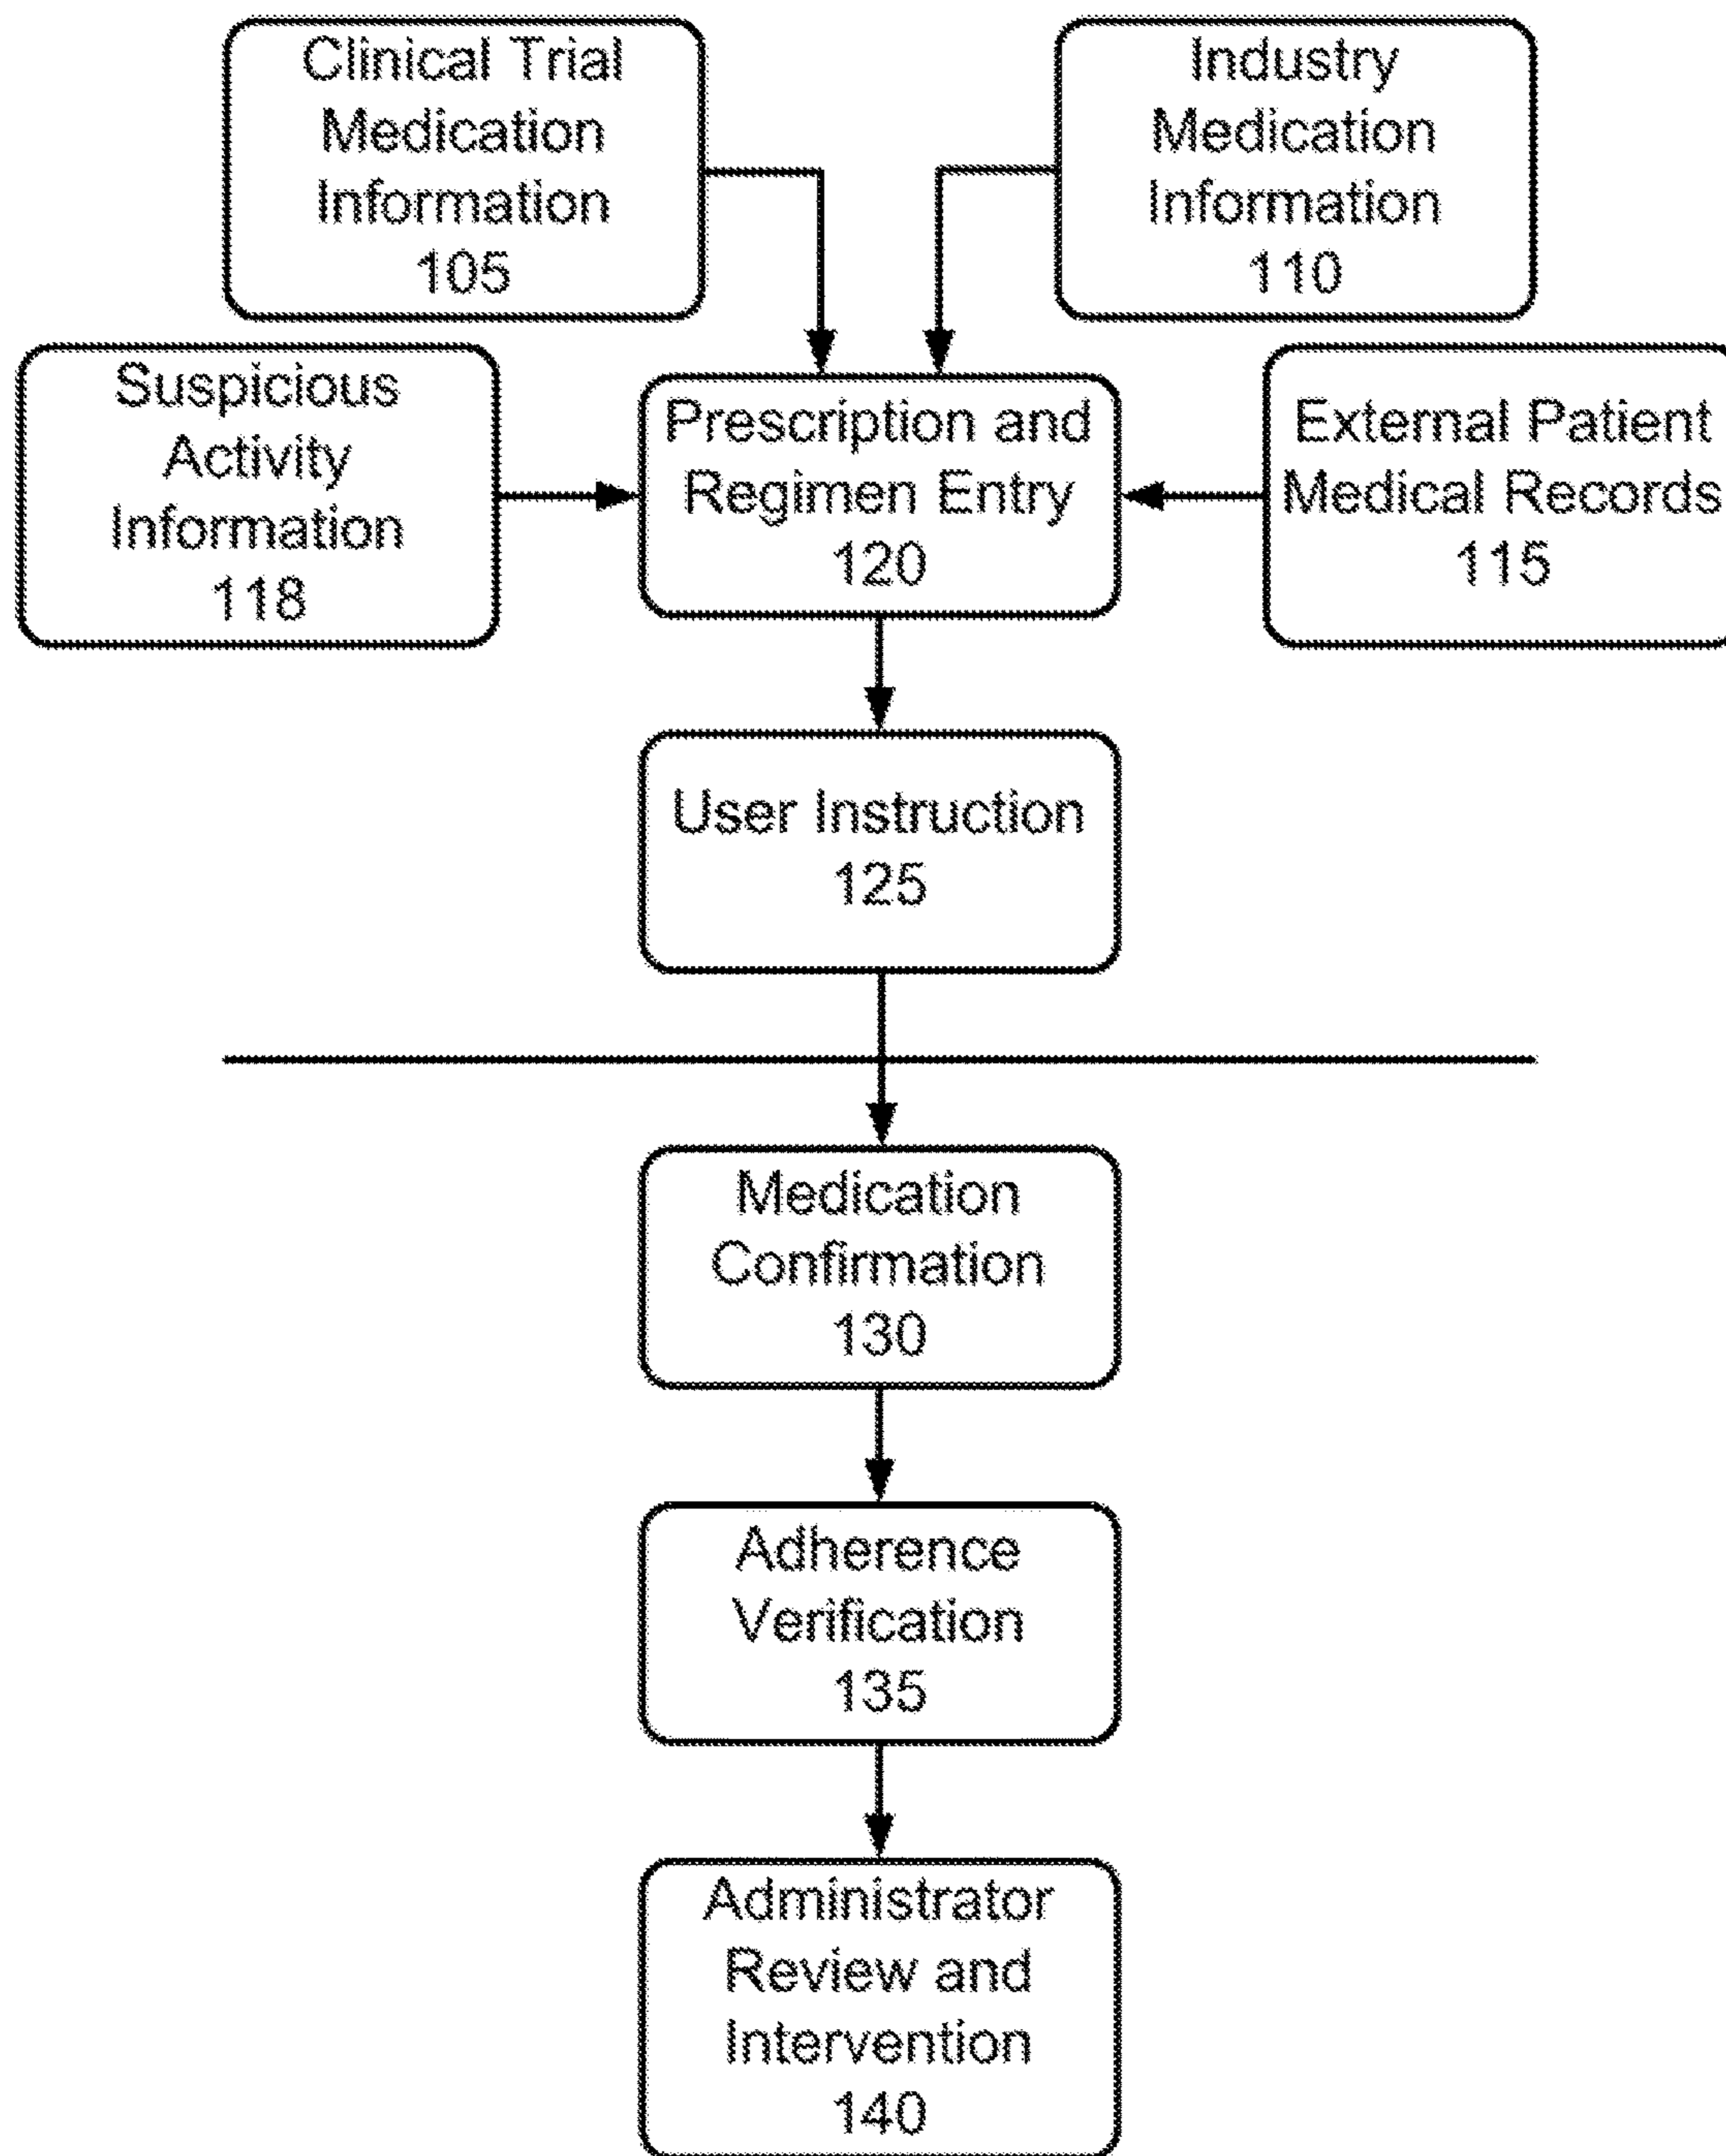 Clinical Trial
Medication
Information
105
Industry
Medication
Information
110
Suspicious
Activity
Information
118
Prescription and
Regimen Entry
120
External Patient
Medical Records
115
User Instruction
125
Medication
Confirmation
130
Adherence
Verification
135
Administrator
Review and
Intervention
140